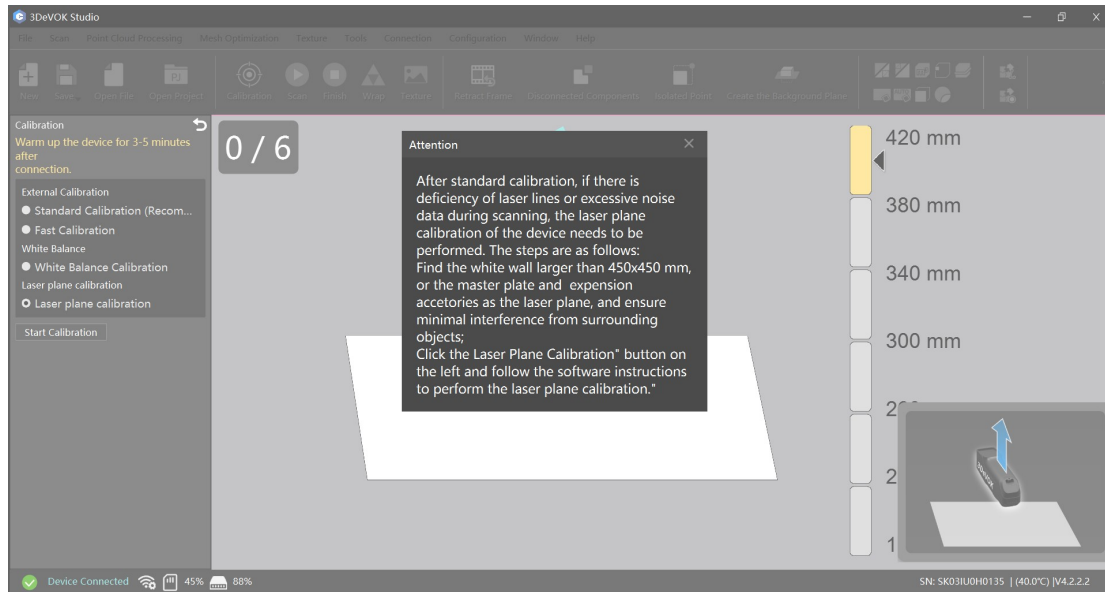 3DeVOK Studio
File Scan Point Cloud Processing Mesh Optimization Texture Tools Connection Configuration Window Help
New Save Open File Open Project Calibration Scan Finish Wrap Texture Retract Frame Disconnected Components Isolated Point Create the Background Plane
Calibration
Warm up the device for 3-5 minutes
after
connection.
External Calibration
Standard Calibration (Recom...
Fast Calibration
White Balance
White Balance Calibration
Laser plane calibration
Laser plane calibration
Start Calibration
0 / 6
Attention
After standard calibration, if there is
deficiency of laser lines or excessive noise
data during scanning, the laser plane
calibration of the device needs to be
performed. The steps are as follows:
Find the white wall larger than 450x450 mm,
or the master plate and expension
accetories as the laser plane, and ensure
minimal interference from surrounding
objects;
Click the Laser Plane Calibration" button on
the left and follow the software instructions
to perform the laser plane calibration."
420 mm
380 mm
340 mm
300 mm
Device Connected 45% 88%
SN: SK03IU0H0135 | (40.0°C) |V4.2.2.2